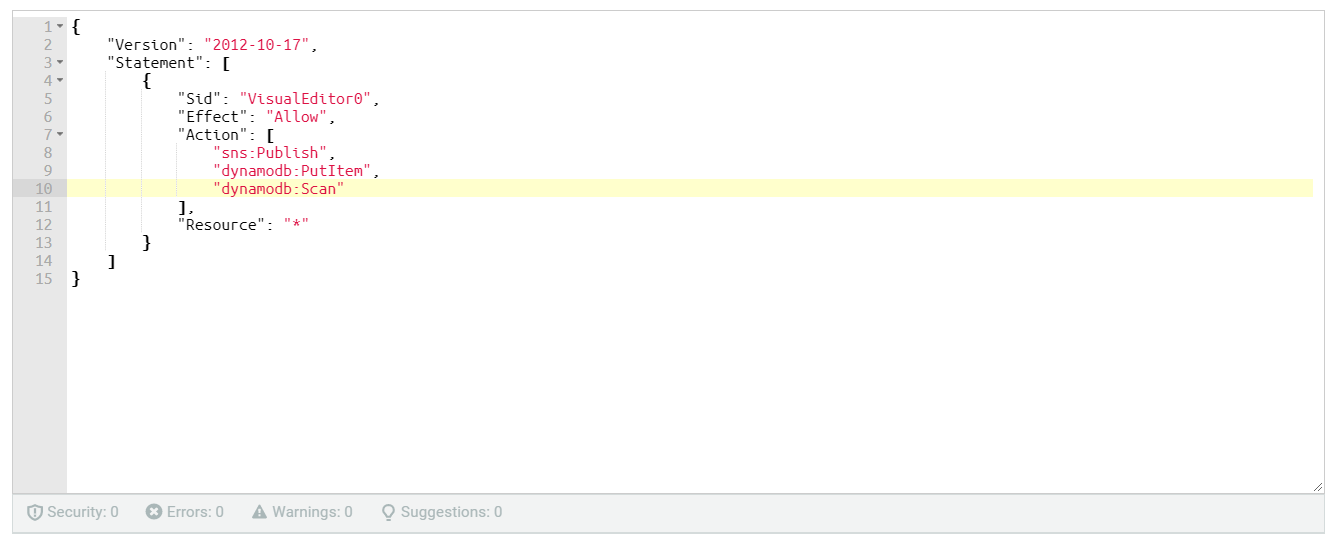 1 {
2     "Version": "2012-10-17",
3     "Statement": [
4         {
5             "Sid": "VisualEditor0",
6             "Effect": "Allow",
7             "Action": [
8                 "sns:Publish",
9                 "dynamodb:PutItem",
10                 "dynamodb:Scan"
11             ],
12             "Resource": "*"
13         }
14     ]
15 }
Security: 0 Errors: 0 Warnings: 0 Suggestions: 0